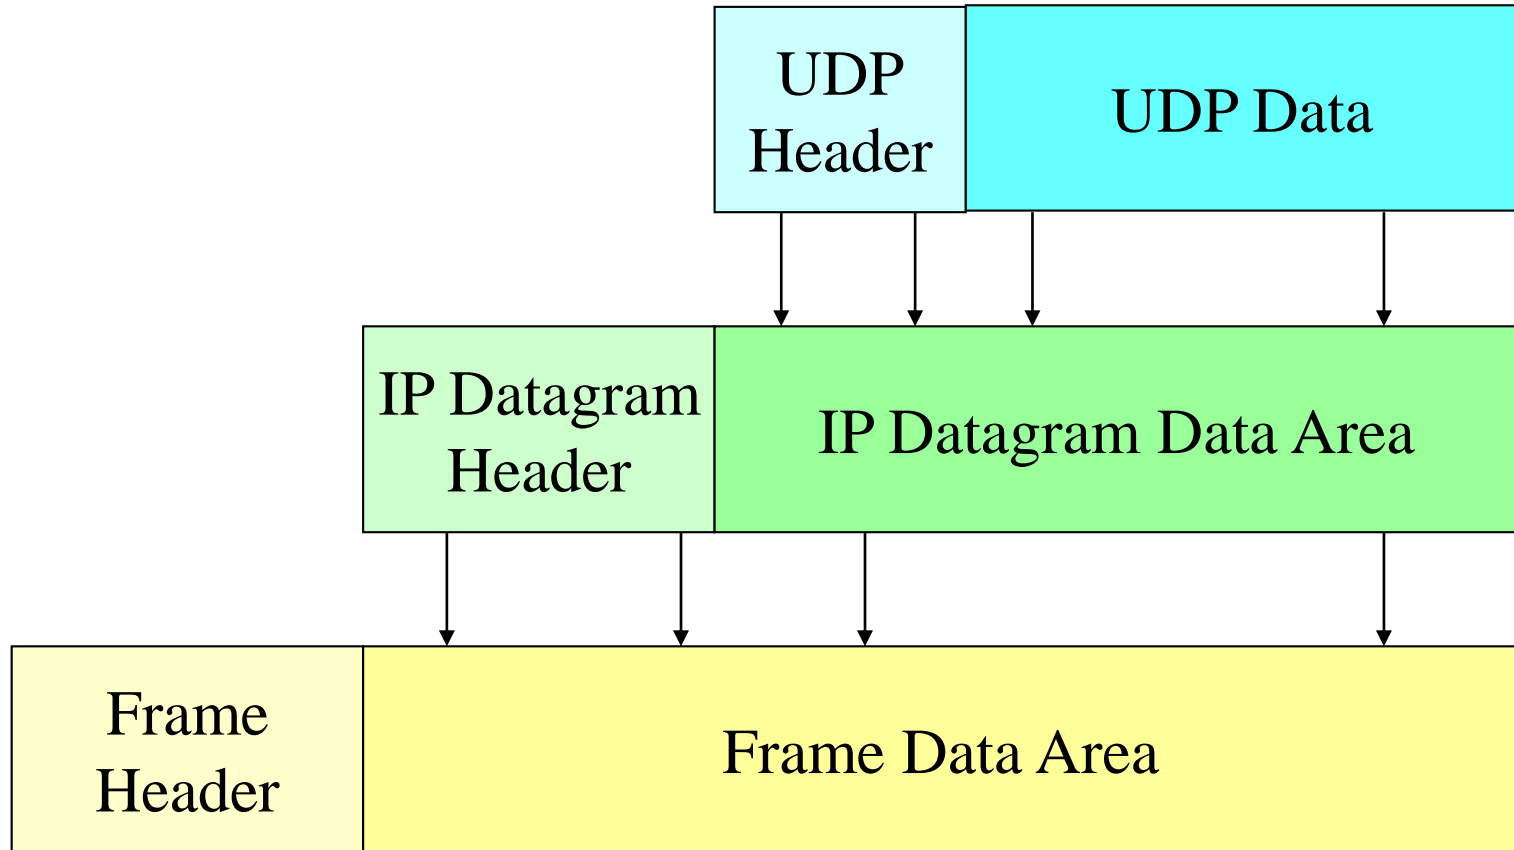 UDP
Header
UDP Data
IP Datagram
Header
IP Datagram Data Area
Frame
Header
Frame Data Area